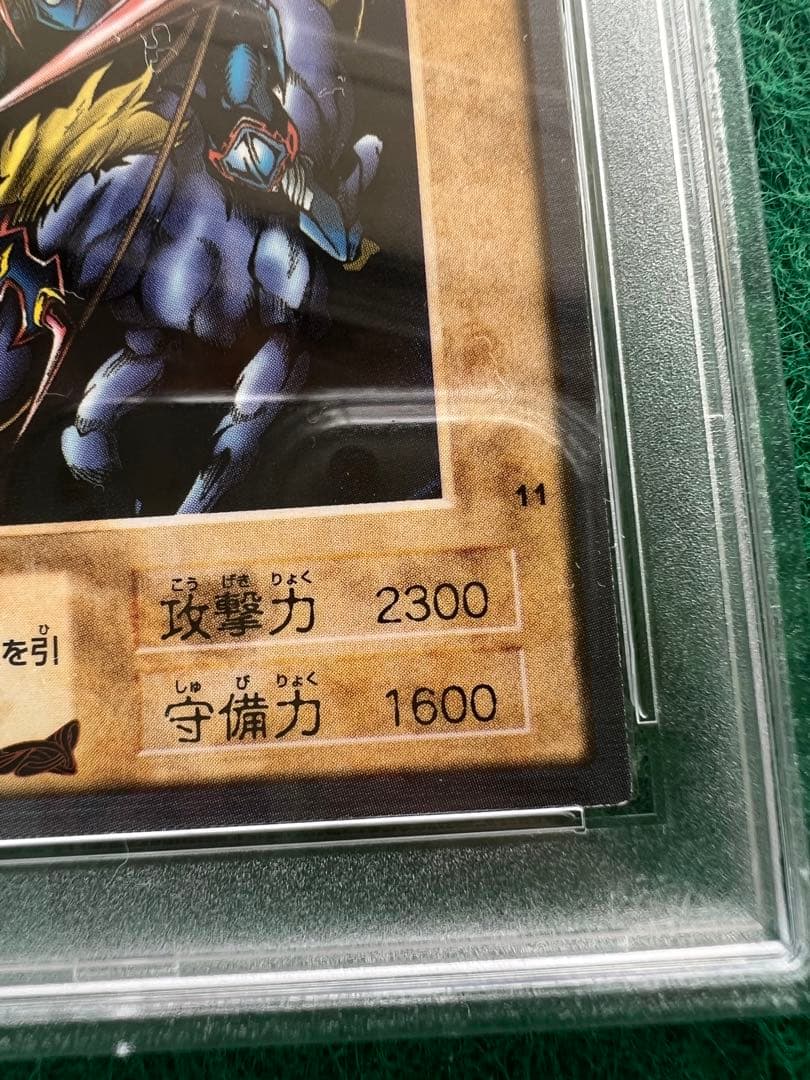 11
こう げき りょく
攻撃力 2300
ひ
を引
しゅ び りょく
守備力 1600